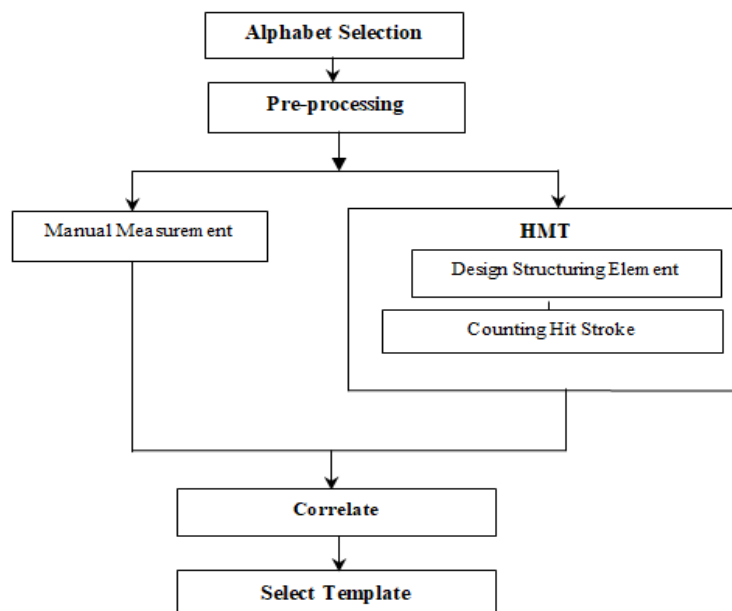 Alphabet Selection
Pre-processing
Manual Measurement
HMT
Design Structuring Element
Counting Hit Stroke
Correlate
Select Template